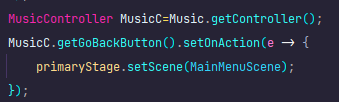 MusicController MusicC=Music.getController();
MusicC.getGoBackButton().setOnAction(e → {
    primaryStage.setScene(MainMenuScene);
});